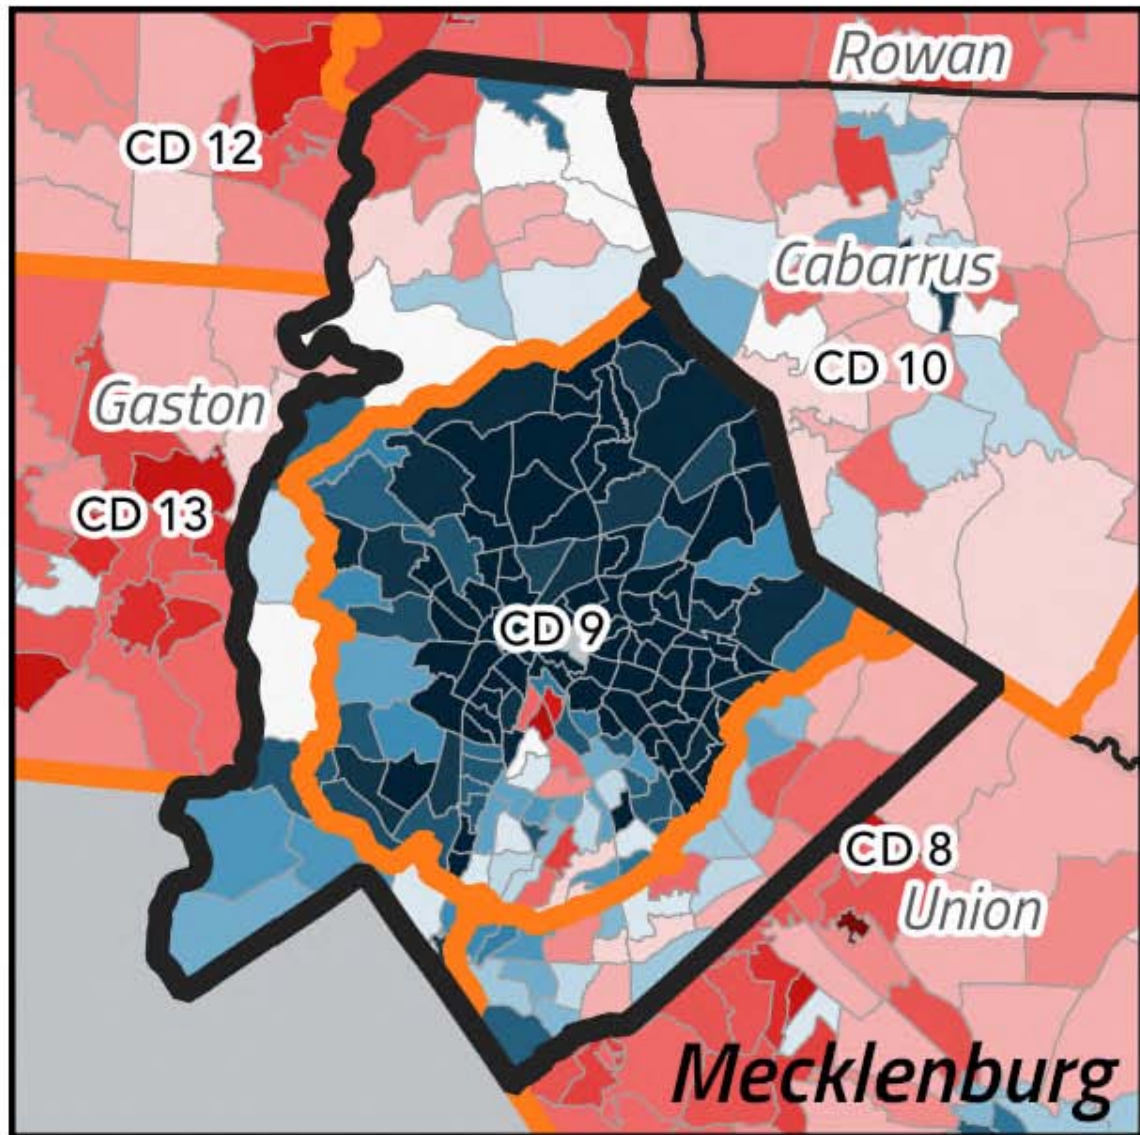 Rowan
CD 12
Cabarrus
CD 10
Gaston
CD 13
CD 9
CD 8
Union
Mecklenburg